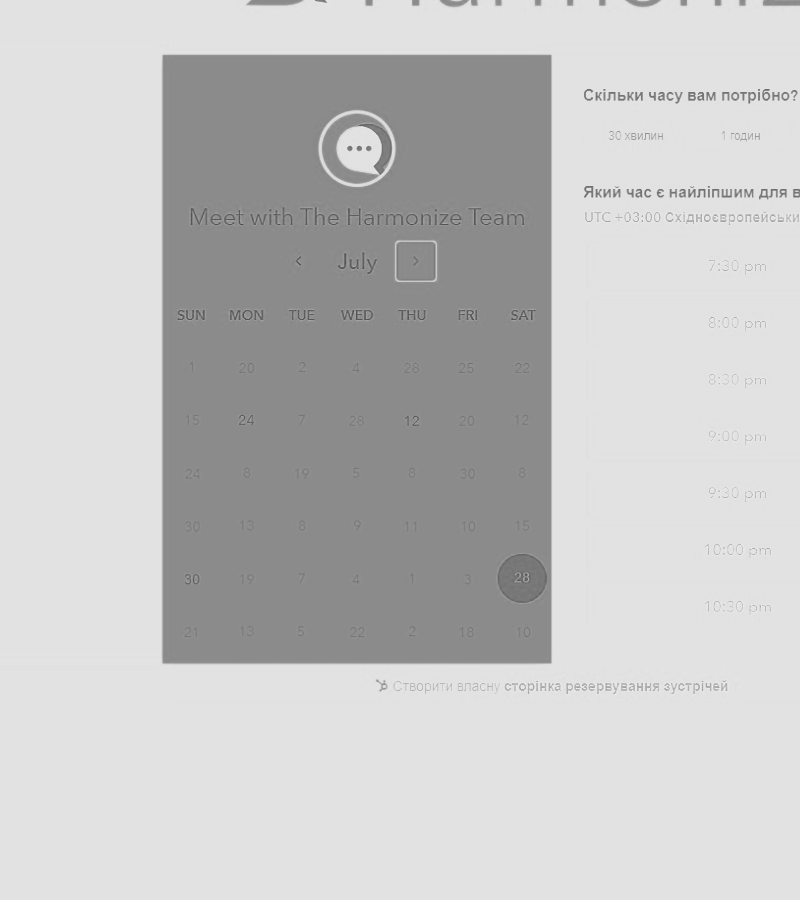 Harmoniz
Meet with The Harmonize Team
July
SUN MON TUE WED THU FRI SAT
1 20 2 4 28 25 22
15 24 7 28 12 20 12
24 8 19 5 8 30 8
30 13 8 9 11 10 15
30 19 7 4 1 3 28
21 13 5 22 2 18 10
Скільки часу вам потрібно?
30 хвилин 1 годин
Який час є найліпшим для в
UTC +03:00 Східноєвропейськи
7:30 pm
8:00 pm
8:30 pm
9:00 pm
9:30 pm
10:00 pm
10:30 pm
Створити власну сторінка резервування зустрічей